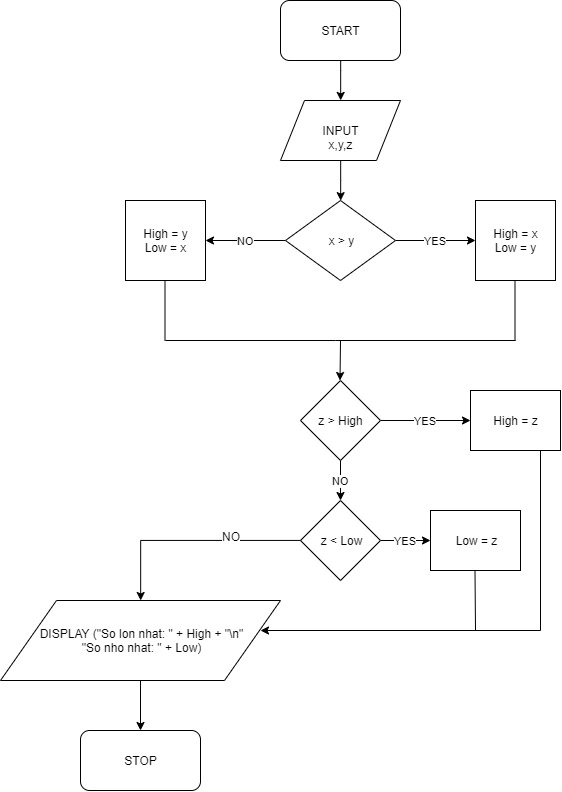 START
INPUT
x,y,z
High = y
Low = x
NO
x > y
YES
High = x
Low = y
z > High
YES
High = z
NO
NO
z < Low
YES
Low = z
DISPLAY ("So lon nhat: " + High + "\n"
"So nho nhat: " + Low)
STOP